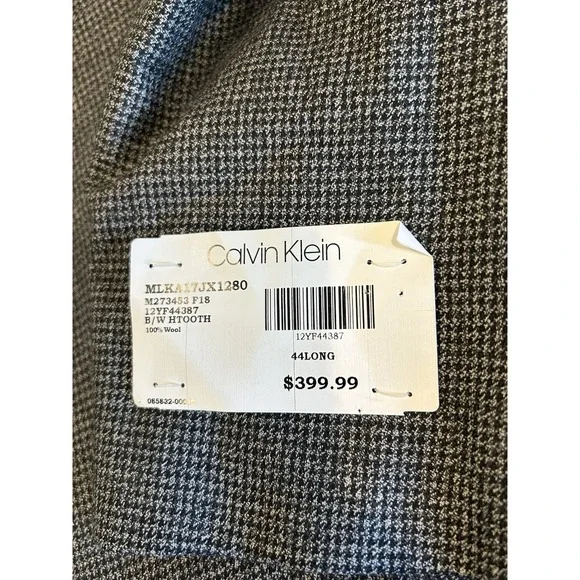 Calvin Klein
MLKA17JX1280
M273453 F18
12YF44387
B/W HTOOTH
100% Wool
12YF44387
44LONG
$399.99